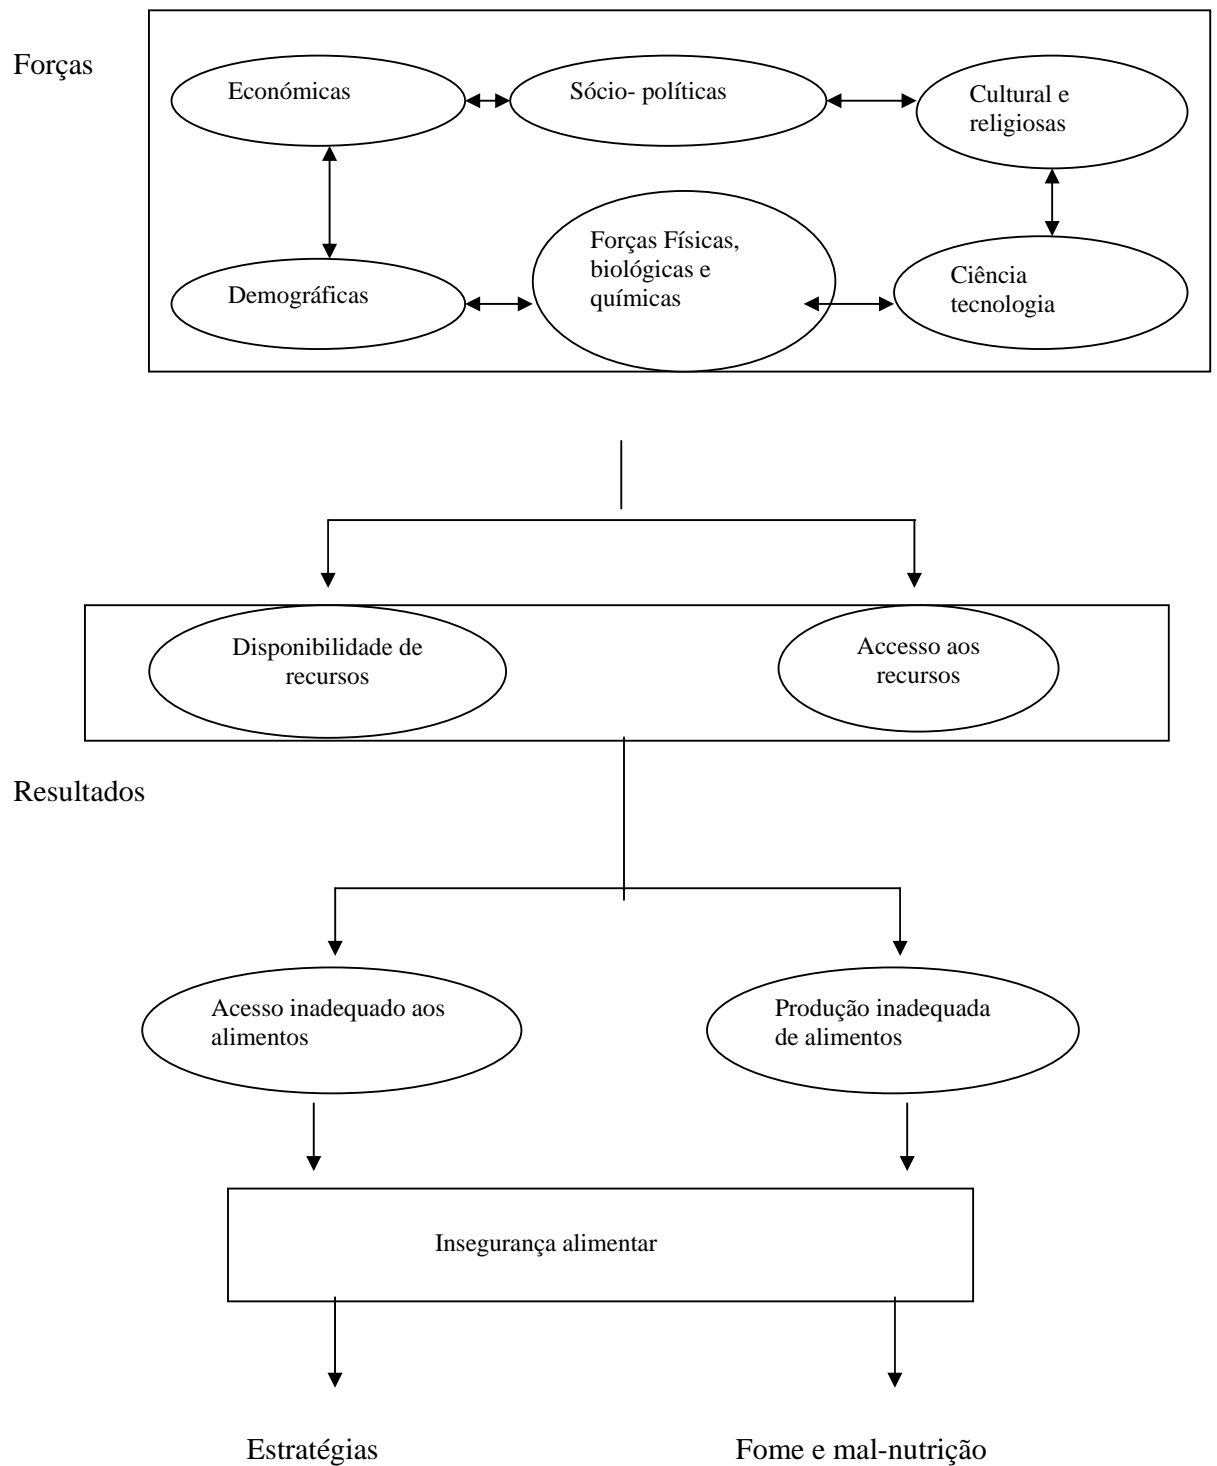 Forças
Económicas
Sócio- políticas
Cultural e
religiosas
Forças Físicas,
biológicas e
químicas
Demográficas
Ciência
tecnologia
Disponibilidade de
recursos
Accesso aos
recursos
Resultados
Acesso inadequado aos
alimentos
Produção inadequada
de alimentos
Insegurança alimentar
Estratégias
Fome e mal-nutrição